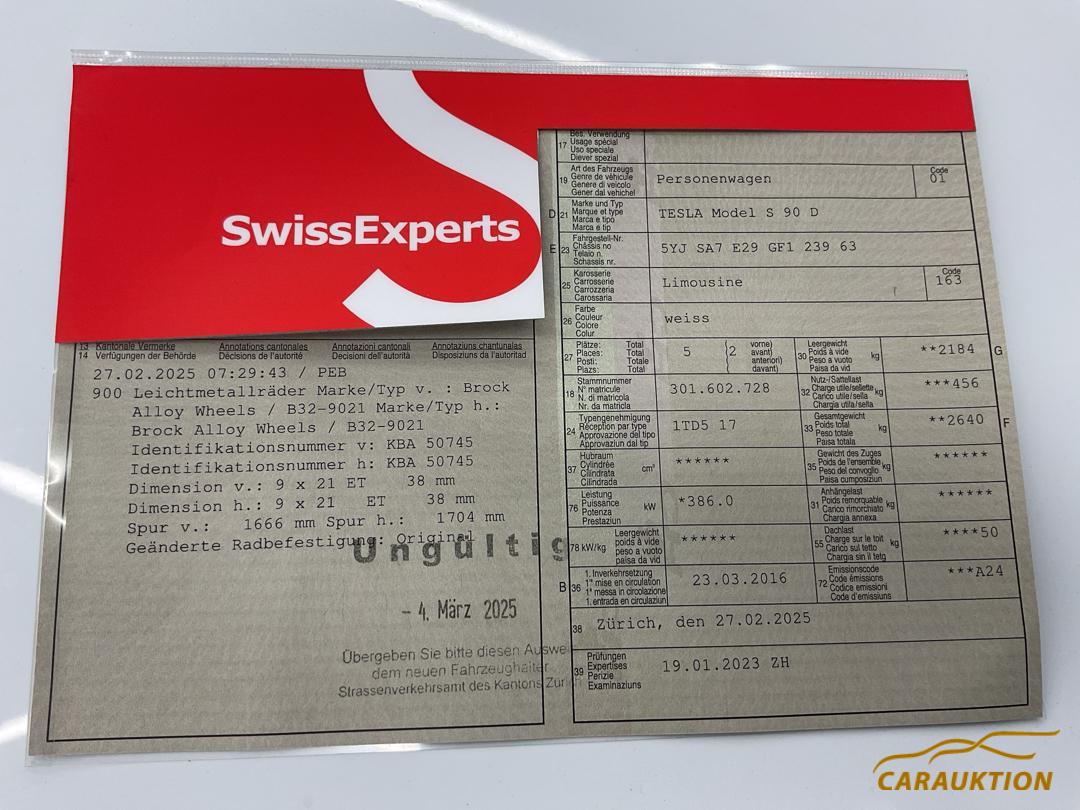 SwissExperts
13 Kantonale Vermerke Annotations cantonales Annotazioni cantonali Annotaziuns chantunalas
14 Verfügungen der Behörde Décisions de l'autorité Decisioni dell'autorità Disposiziuns da l'autoritad
27.02.2025 07:29:43 / PEB
900 Leichtmetallräder Marke/Typ v. : Brock
Alloy Wheels / B32-9021 Marke/Typ h.:
Brock Alloy Wheels / B32-9021
Identifikationsnummer v: KBA 50745
Identifikationsnummer h: KBA 50745
Dimension v.: 9 x 21 ET 38 mm
Dimension h.: 9 x 21 ET 38 mm
Spur v.: 1666 mm Spur h.: 1704 mm
Geänderte Radbefestigung: Original
Ungültig
- 4. März 2025
Übergeben Sie bitte diesen Auswei
dem neuen Fahrzeughalter
Strassenverkehrsamt des Kantons Zürich
17 Bes. Verwendung
Usage spécial
Uso speciale
Diever spezial
19 Art des Fahrzeugs
Genre de véhicule
Genere di veicolo
Gener dal vehichel
Personenwagen
Code
01
D 21 Marke und Typ
Marque et type
Marca e tipo
Marca e tip
TESLA Model S 90 D
E 23 Fahrgestell-Nr.
Châssis no
Telaio n.
Schassis nr.
5YJ SA7 E29 GF1 239 63
25 Karosserie
Carrosserie
Carrozzeria
Carossaria
Limousine
Code
163
26 Farbe
Couleur
Colore
Colur
weiss
27 Plätze: Total
Places: Total
Posti: Totale
Plazs: Total
5 (2 vorne)
avant)
anteriori)
davant)
30 Leergewicht
Poids à vide
Peso a vuoto
Paisa da vid
kg
**2184 G
18 Stammnummer
N° matricule
N. di matricola
Nr. da matricla
301.602.728
32 Nutz-/Sattellast
Charge utile/sellette
Carico utile/sella
Chargia utila/sella
kg
***456
24 Typengenehmigung
Réception par type
Approvazione del tipo
Approvaziun dal tip
1TD5 17
33 Gesamtgewicht
Poids total
Peso totale
Paisa totala
kg
**2640 F
37 Hubraum
Cylindrée
Cilindrata
Cilindrada
cm³
******
35 Gewicht des Zuges
Poids de l'ensemble
Peso del convoglio
Paisa cumposiziun
kg
******
76 Leistung
Puissance
Potenza
Prestaziun
kW
*386.0
31 Anhängelast
Poids remorquable
Carico rimorchiato
Chargia annexa
kg
******
78 kW/kg Leergewicht
poids à vide
peso a vuoto
paisa da vid
******
55 Dachlast
Charge sur le toit
Carico sul tetto
Chargia sin il tetg
kg
****50
B 36 1. Inverkehrsetzung
1re mise en circulation
1a messa in circolazione
1. entrada en circulaziun
23.03.2016
72 Emissionscode
Code émissions
Codice emissioni
Code d'emissiuns
***A24
38 Zürich, den 27.02.2025
39 Prüfungen
Expertises
Perizie
Examinaziuns
19.01.2023 ZH
CARAUKTION